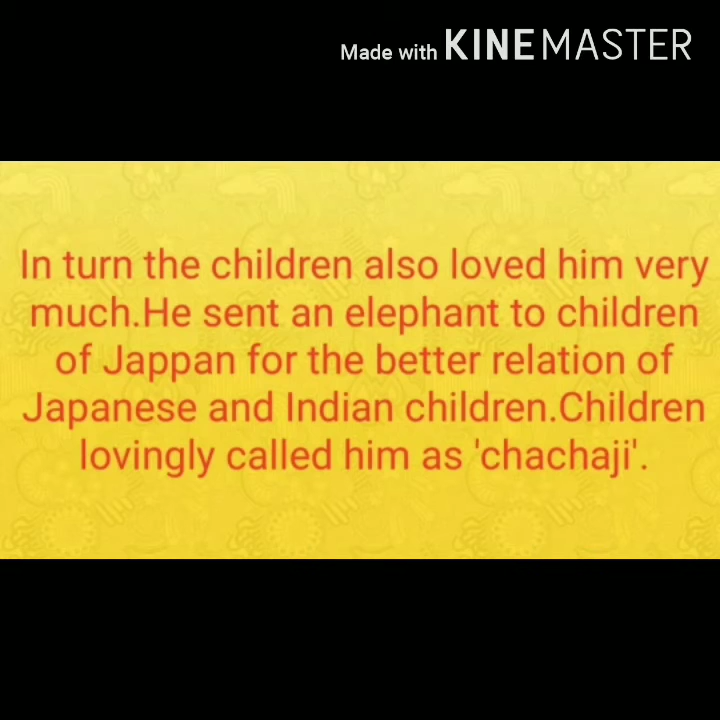 Made with KINEMASTER
In turn the children also loved him very
much.He sent an elephant to children
of Jappan for the better relation of
Japanese and Indian children.Children
lovingly called him as 'chachaji'.